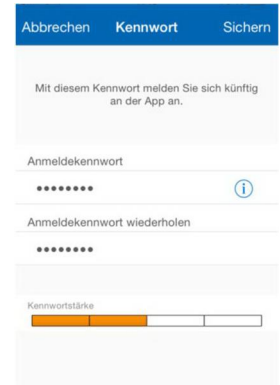 Abbrechen Kennwort Sichern
Mit diesem Kennwort melden Sie sich künftig
an der App an.
Anmeldekennwort
••••••••
Anmeldekennwort wiederholen
••••••••
Kennwortstärke